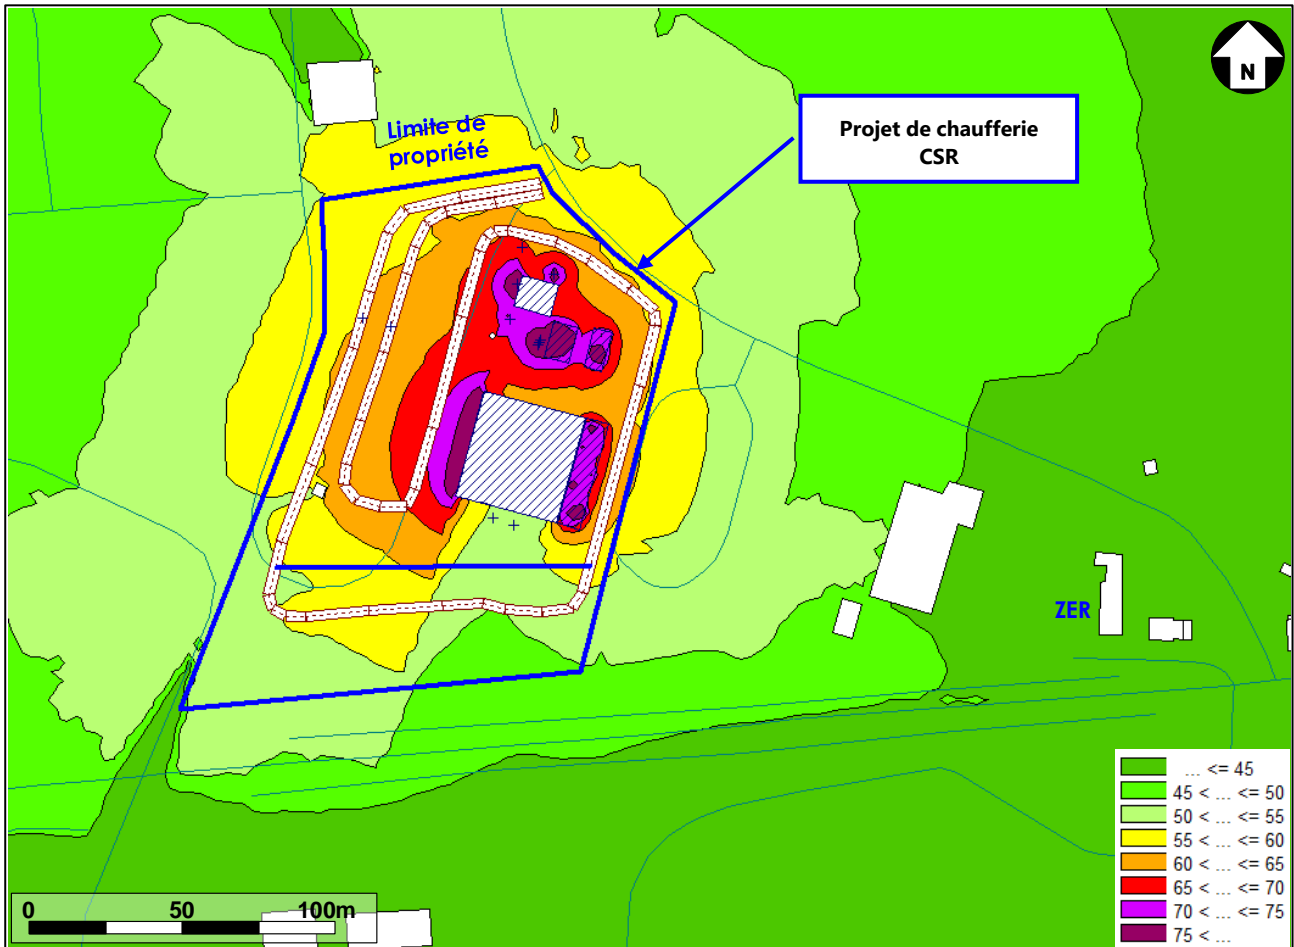 N
Limite de
propriété
Projet de chaufferie
CSR
ZER
... <= 45
45 < ... <= 50
50 < ... <= 55
55 < ... <= 60
60 < ... <= 65
65 < ... <= 70
70 < ... <= 75
75 < ...
0 50 100m